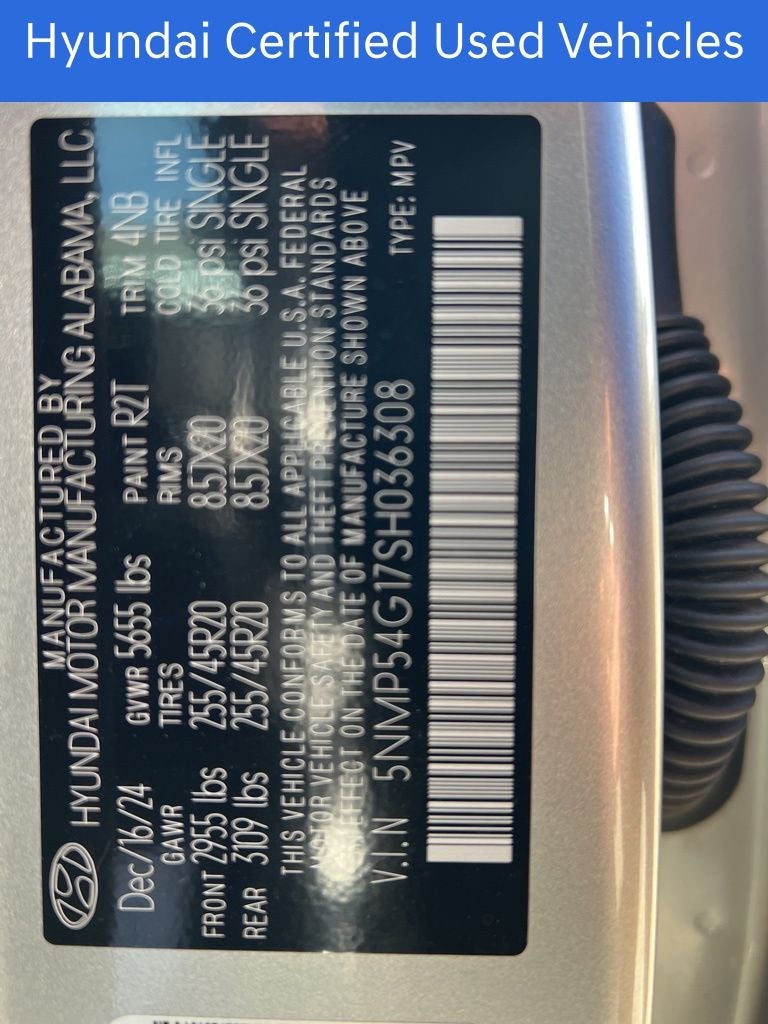 Hyundai Certified Used Vehicles
MANUFACTURED BY
HYUNDAI MOTOR MANUFACTURING ALABAMA, LLC.
Dec/16/24 GVWR 5655 lbs PAINT R2T TRIM 4NB
GAWR TIRES RIMS COLD TIRE INFL
FRONT 2955 lbs 255/45R20 8.5JX20 36 psi SINGLE
REAR 3109 lbs 255/45R20 8.5JX20 36 psi SINGLE
THIS VEHICLE CONFORMS TO ALL APPLICABLE U.S.A. FEDERAL
MOTOR VEHICLE SAFETY AND THEFT PREVENTION STANDARDS
IN EFFECT ON THE DATE OF MANUFACTURE SHOWN ABOVE
V.I.N 5NMP54G17SH036308 TYPE: MPV